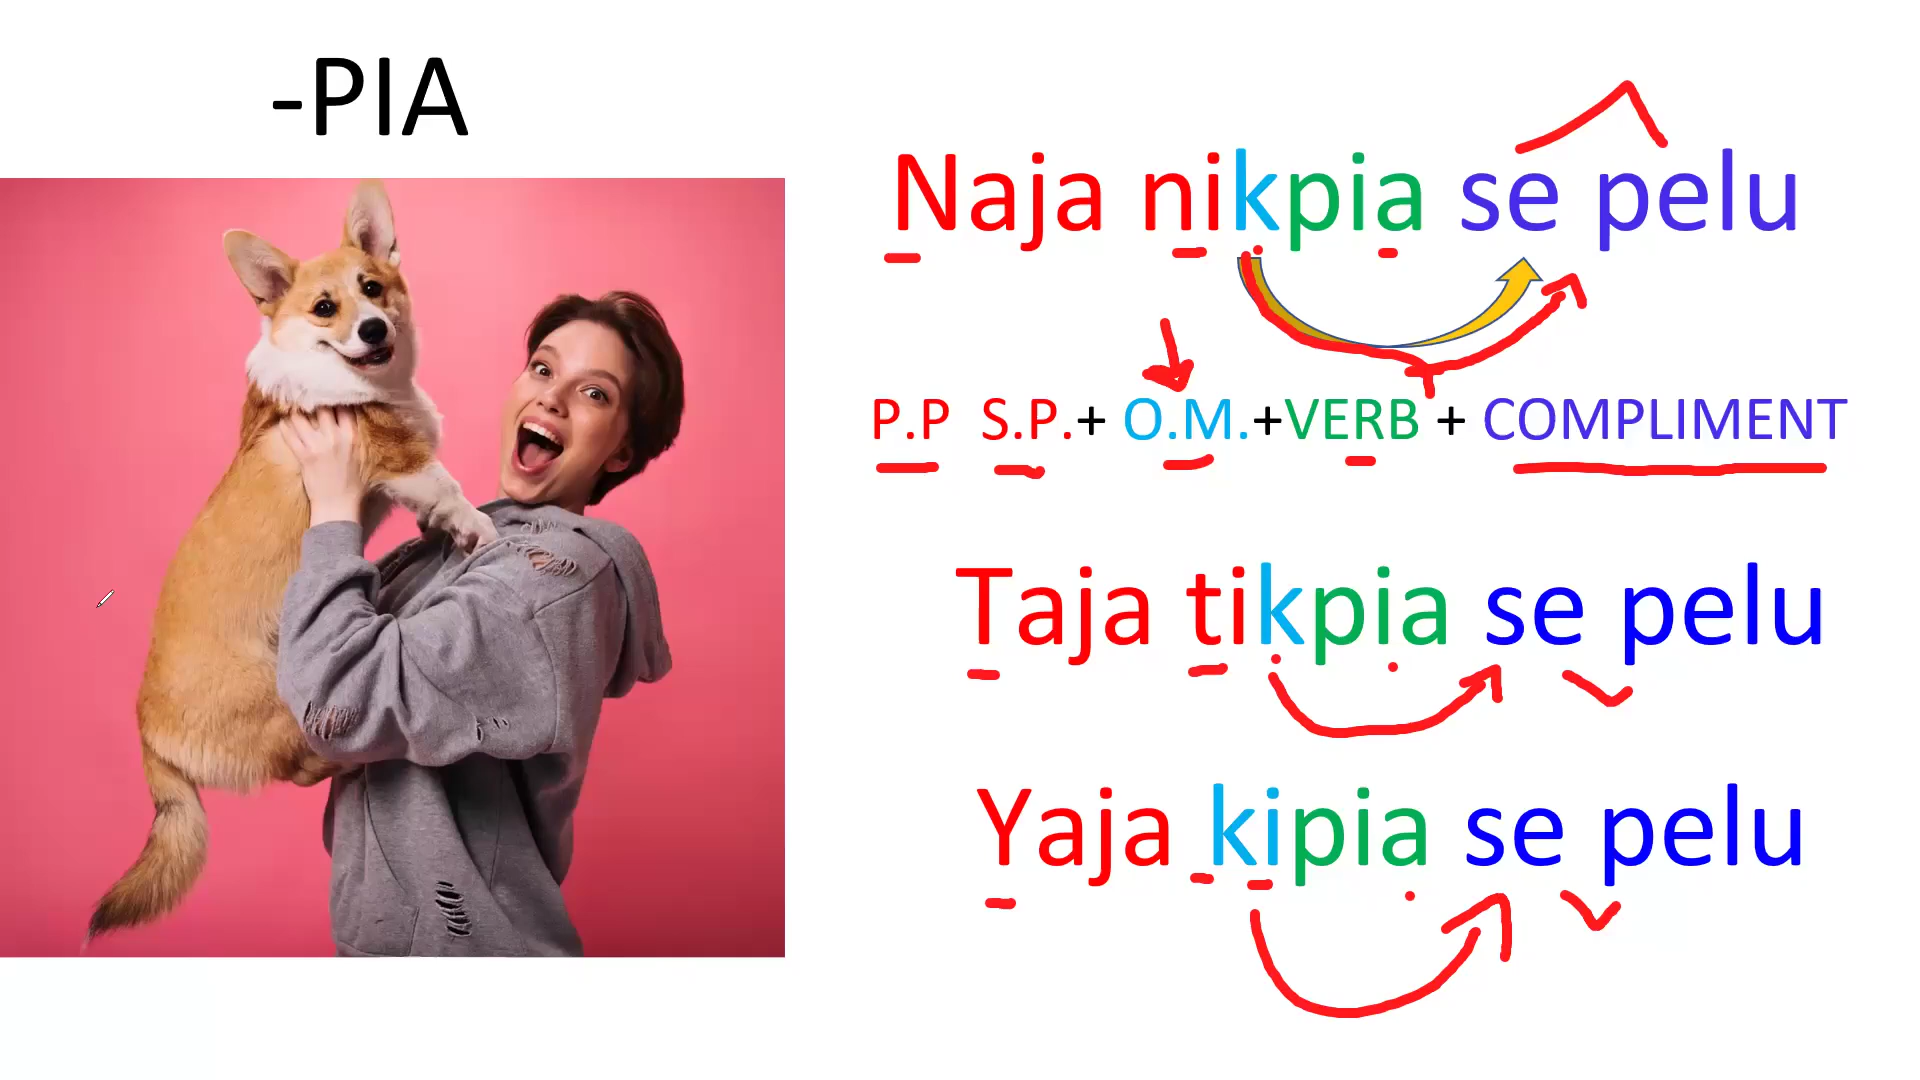 -PIA
Naja nikpia se pelu
P.P S.P.+ O.M.+VERB + COMPLIMENT
Taja tikpia se pelu
Yaja kipia se pelu